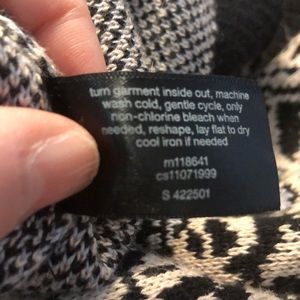 turn garment inside out, machine
wash cold, gentle cycle, only
non-chlorine bleach when
needed, reshape, lay flat to dry
cool iron if needed
m118641
cs11071999
S 422501